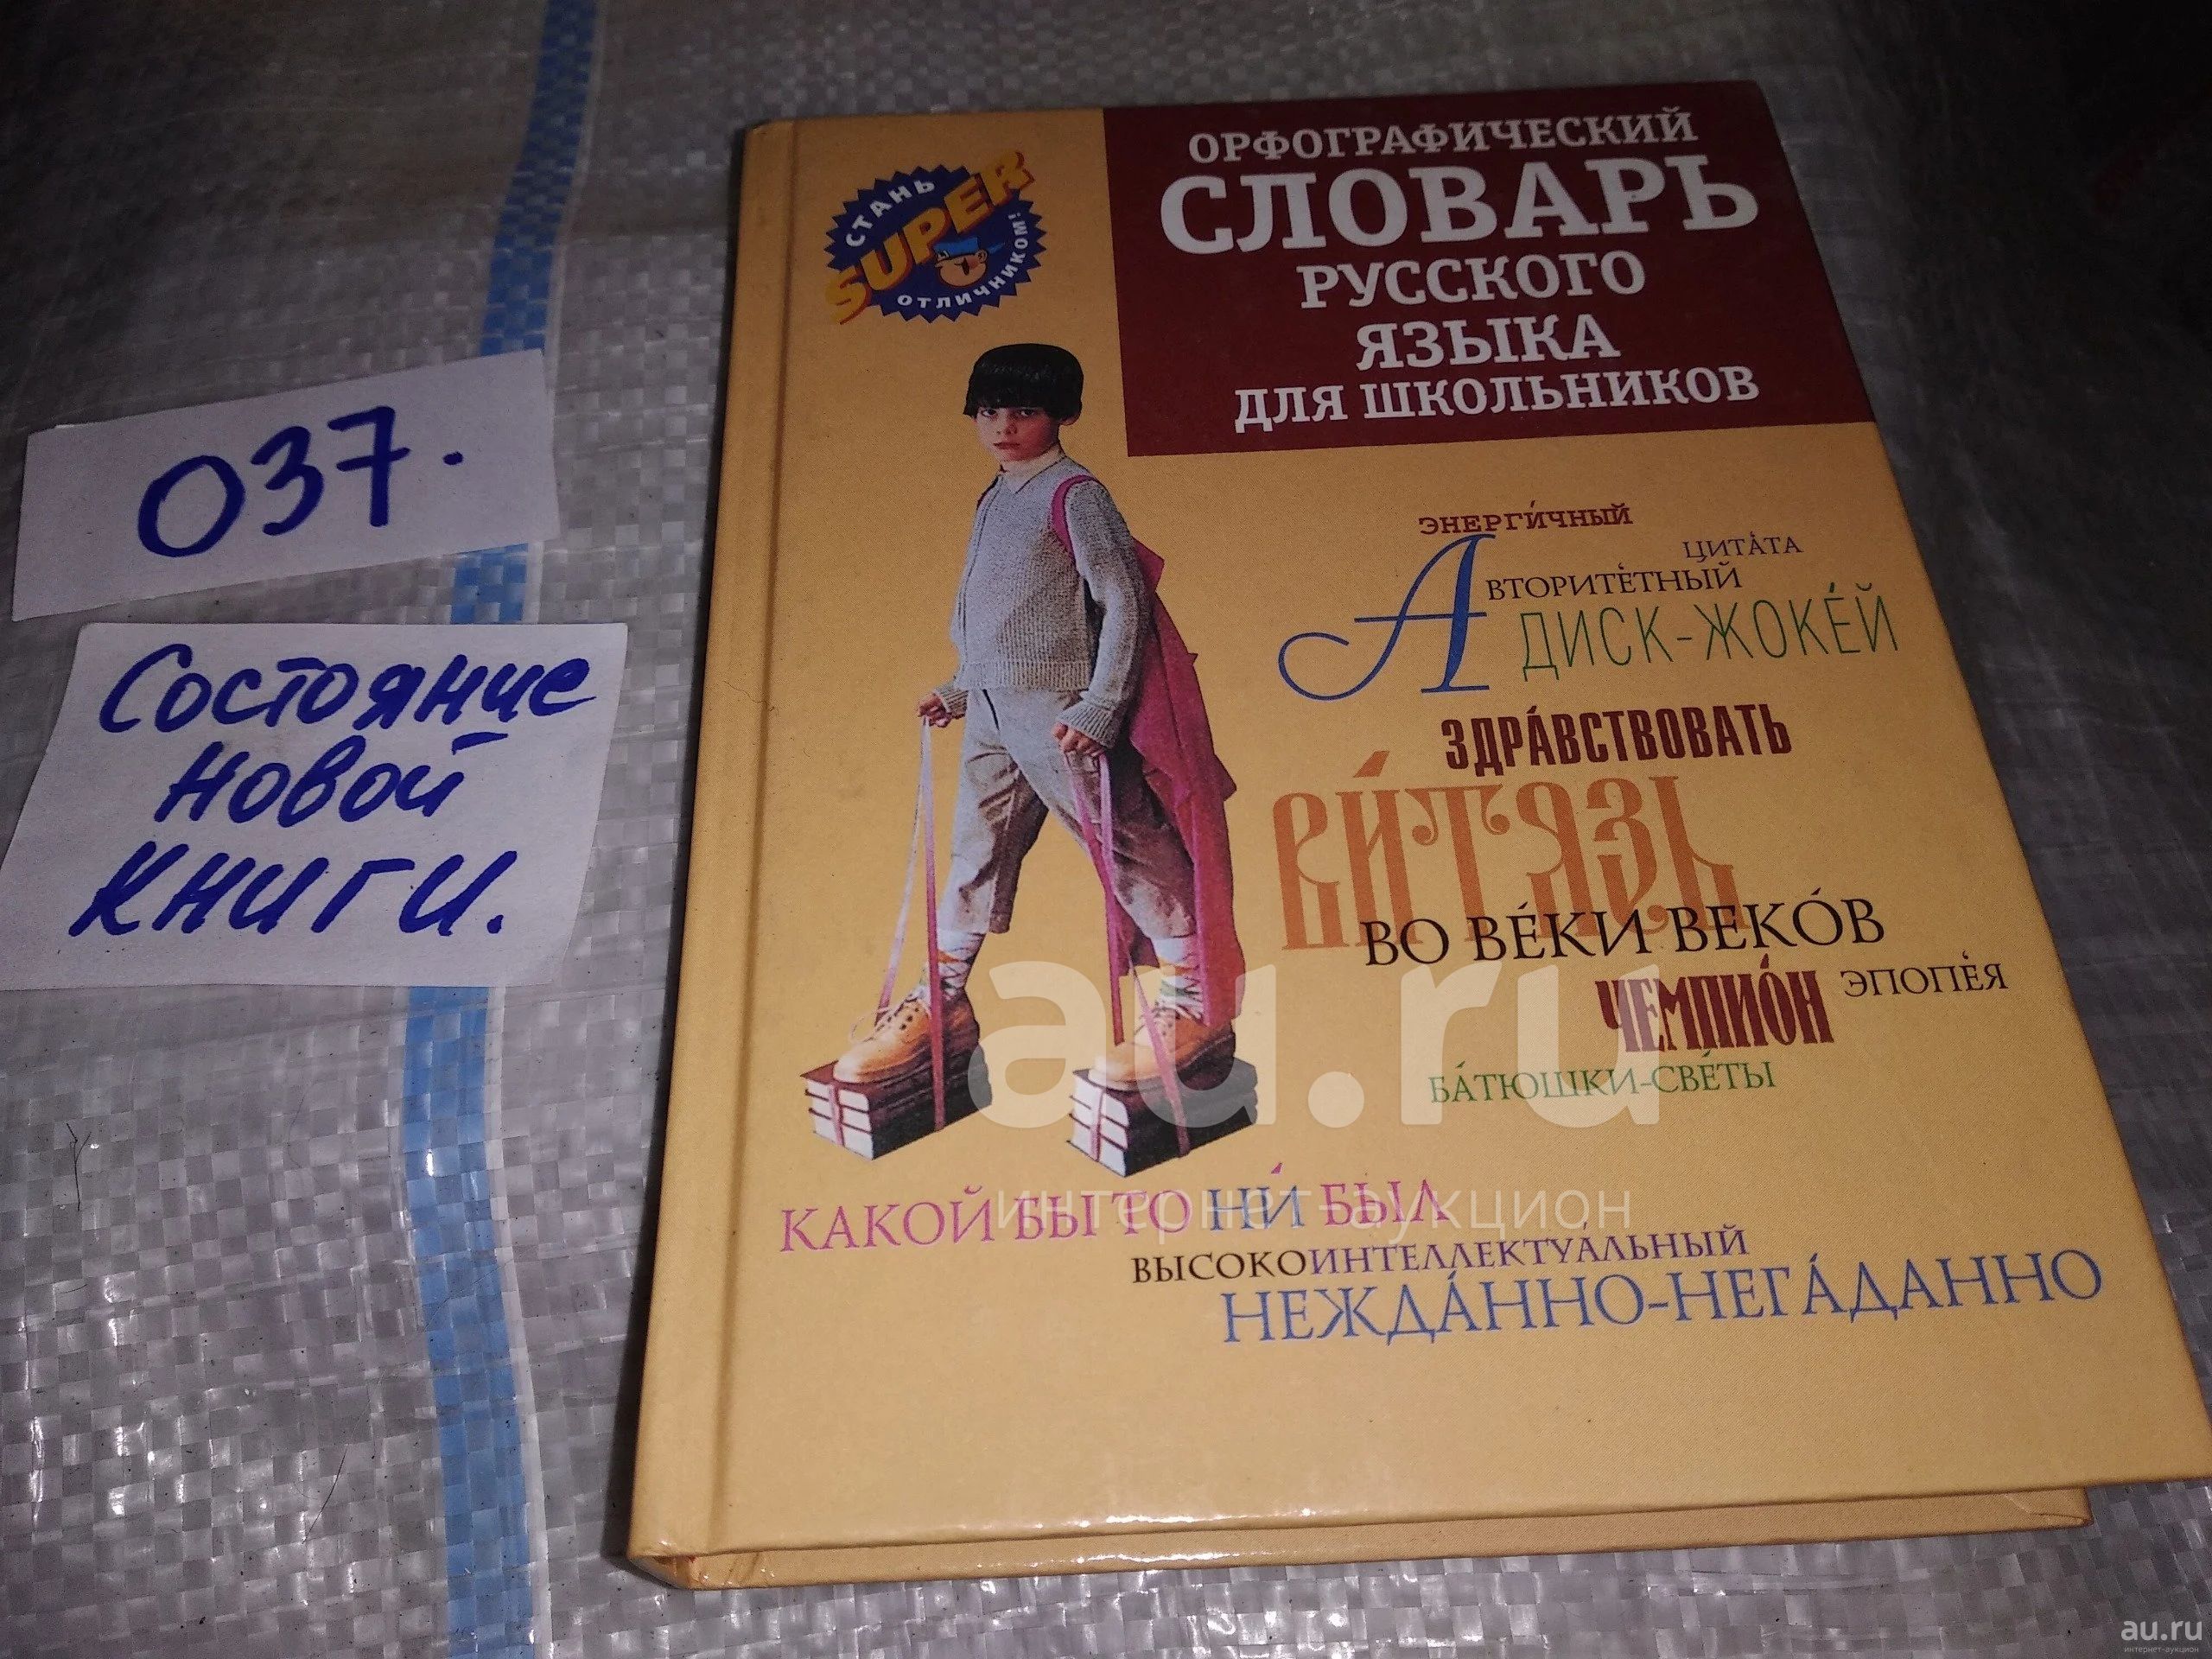 037.
Состояние
новой
книги.
СТАНЬ
SUPER
ОТЛИЧНИКОМ!
ОРФОГРАФИЧЕСКИЙ
СЛОВАРЬ
РУССКОГО
ЯЗЫКА
ДЛЯ ШКОЛЬНИКОВ
ЭНЕРГИ́ЧНЫЙ
ЦИТА́ТА
АВТОРИТЕ́ТНЫЙ
ДИСК-ЖОКЕ́Й
ЗДРА́ВСТВОВАТЬ
ВИ́ТЯЗЬ
ВО ВЕ́КИ ВЕКО́В
ЧЕМПИО́Н ЭПОПЕ́Я
БА́ТЮШКИ-СВЕ́ТЫ
КАКОЙ БЫ ТО НИ́ БЫЛ
ВЫСОКОИНТЕЛЛЕКТУА́ЛЬНЫЙ
НЕЖДА́ННО-НЕГА́ДАННО
au.ru
интернет-аукцион
au.ru
интернет-аукцион